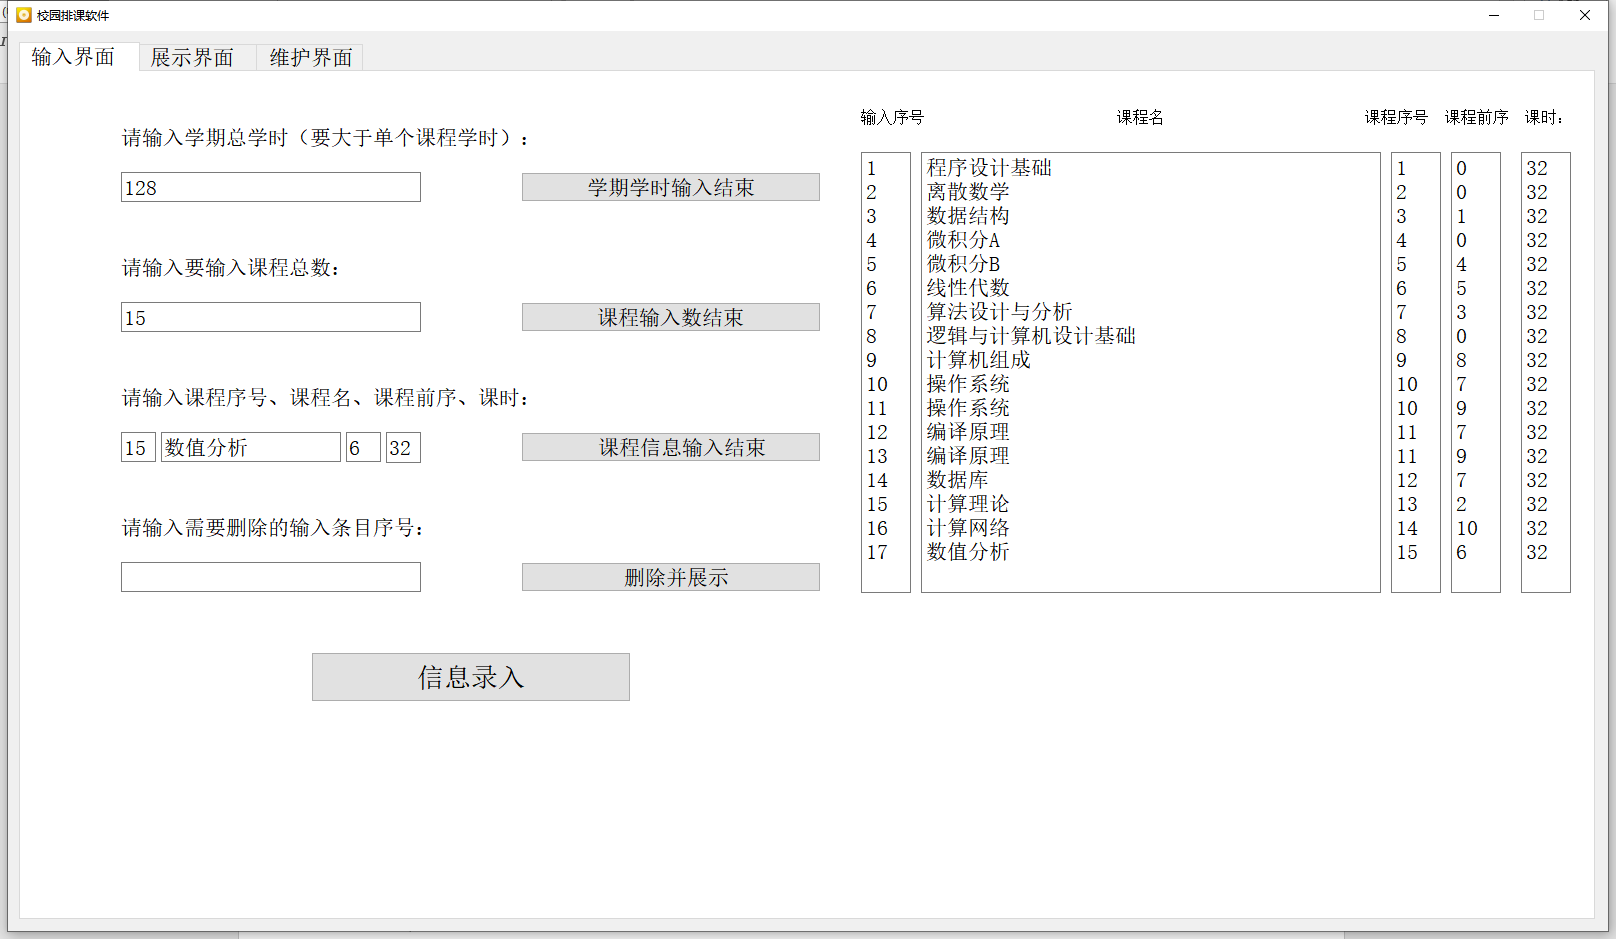 校园排课软件
输入界面 展示界面 维护界面
请输入学期总学时（要大于单个课程学时）：
128 学期学时输入结束
请输入要输入课程总数：
15 课程输入数结束
请输入课程序号、课程名、课程前序、课时：
15 数值分析 6 32 课程信息输入结束
请输入需要删除的输入条目序号：
删除并展示
信息录入
输入序号 课程名 课程序号 课程前序 课时：
1 程序设计基础 1 0 32
2 离散数学 2 0 32
3 数据结构 3 1 32
4 微积分A 4 0 32
5 微积分B 5 4 32
6 线性代数 6 5 32
7 算法设计与分析 7 3 32
8 逻辑与计算机设计基础 8 0 32
9 计算机组成 9 8 32
10 操作系统 10 7 32
11 操作系统 10 9 32
12 编译原理 11 7 32
13 编译原理 11 9 32
14 数据库 12 7 32
15 计算理论 13 2 32
16 计算网络 14 10 32
17 数值分析 15 6 32